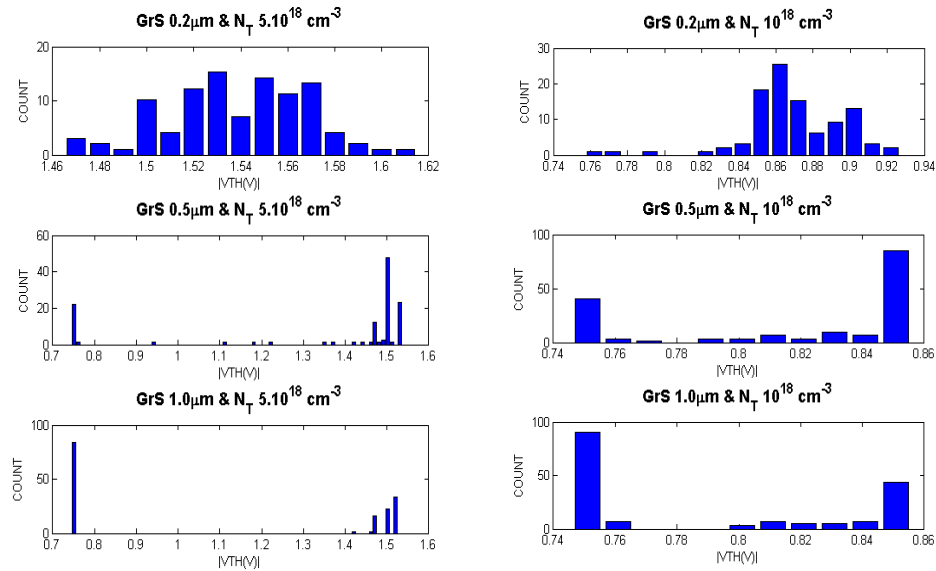 GrS 0.2μm & N_T 5.10^18 cm^-3
20
10
0
COUNT
1.46 1.48 1.5 1.52 1.54 1.56 1.58 1.6 1.62
|VTH(V)|
GrS 0.2μm & N_T 10^18 cm^-3
30
20
10
0
COUNT
0.74 0.76 0.78 0.8 0.82 0.84 0.86 0.88 0.9 0.92 0.94
|VTH(V)|
GrS 0.5μm & N_T 5.10^18 cm^-3
60
40
20
0
COUNT
0.7 0.8 0.9 1 1.1 1.2 1.3 1.4 1.5 1.6
|VTH(V)|
GrS 0.5μm & N_T 10^18 cm^-3
100
50
0
COUNT
0.74 0.76 0.78 0.8 0.82 0.84 0.86
|VTH(V)|
GrS 1.0μm & N_T 5.10^18 cm^-3
100
50
0
COUNT
0.7 0.8 0.9 1 1.1 1.2 1.3 1.4 1.5 1.6
|VTH(V)|
GrS 1.0μm & N_T 10^18 cm^-3
100
50
0
COUNT
0.74 0.76 0.78 0.8 0.82 0.84 0.86
|VTH(V)|